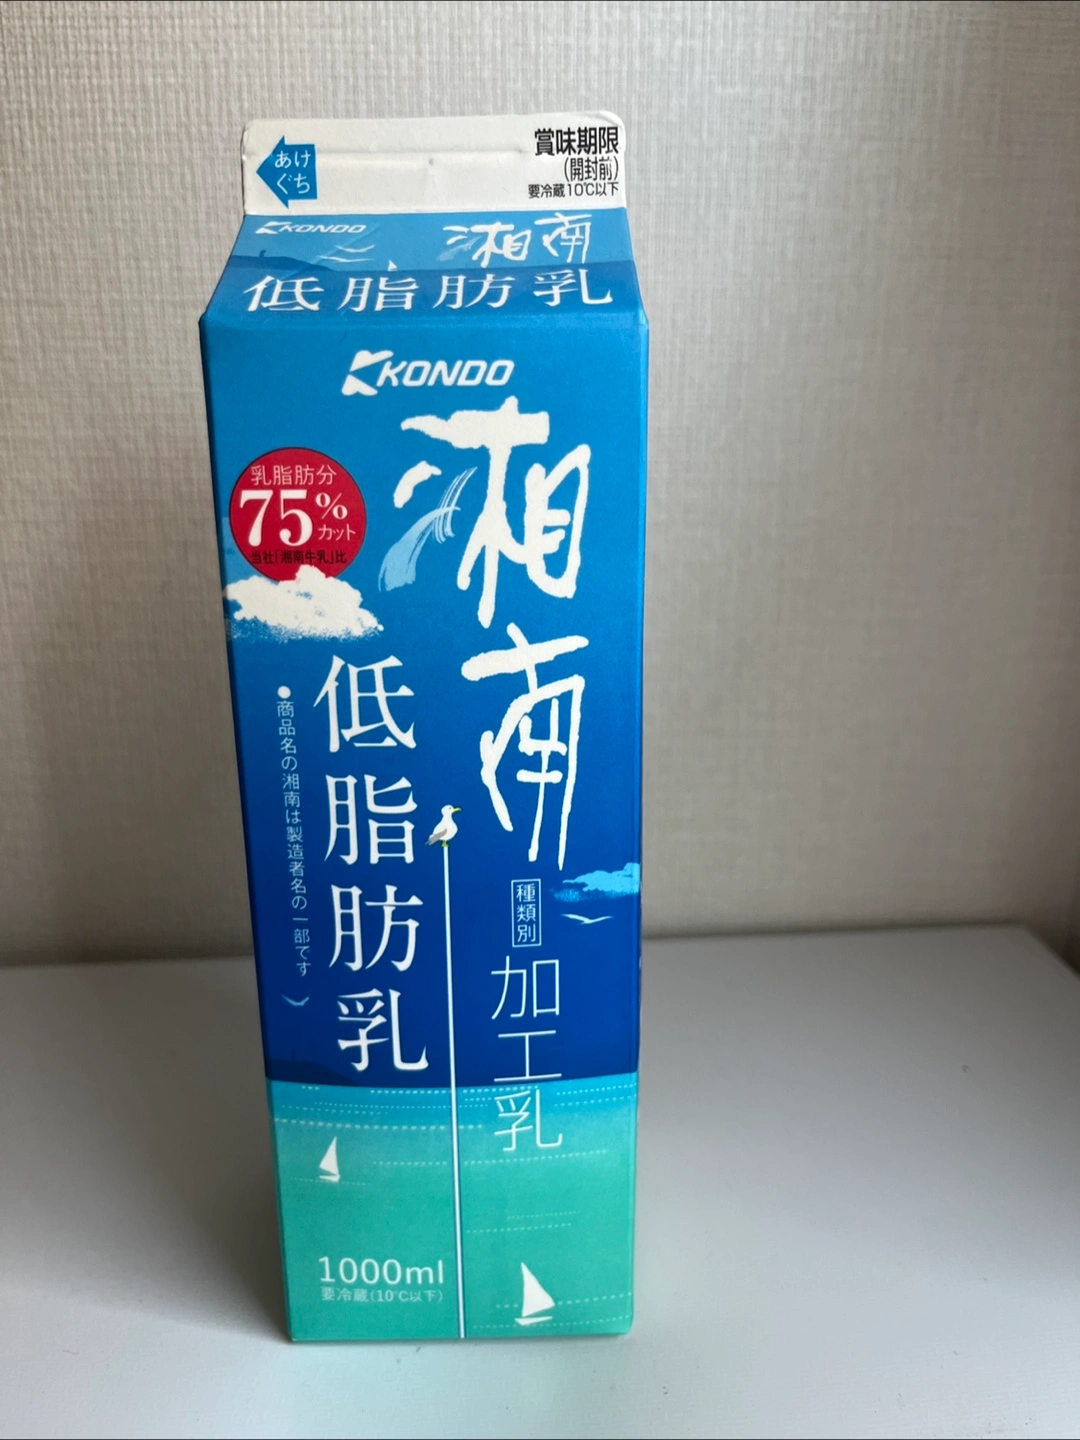 あけ
ぐち
賞味期限
(開封前)
要冷蔵10℃以下
KONDO
湘南
低脂肪乳
KONDO
湘南
乳脂肪分
75%
カット
当社「湘南牛乳」比
低脂肪乳
●商品名の湘南は製造者名の一部です
種類別
加工乳
1000ml
要冷蔵(10℃以下)